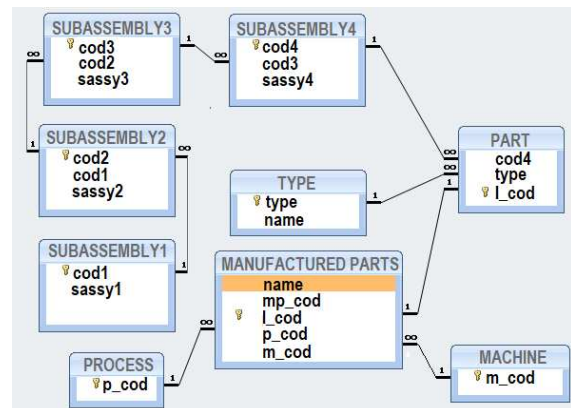 SUBASSEMBLY3
cod3
cod2
sassy3
1
∞
∞
SUBASSEMBLY4
cod4
cod3
sassy4
1
SUBASSEMBLY2
cod2
cod1
sassy2
1
∞
SUBASSEMBLY1
cod1
sassy1
1
TYPE
type
name
1
PART
cod4
type
l_cod
∞
∞
1
MANUFACTURED PARTS
name
mp_cod
l_cod
p_cod
m_cod
∞
1
∞
PROCESS
p_cod
1
MACHINE
m_cod
1